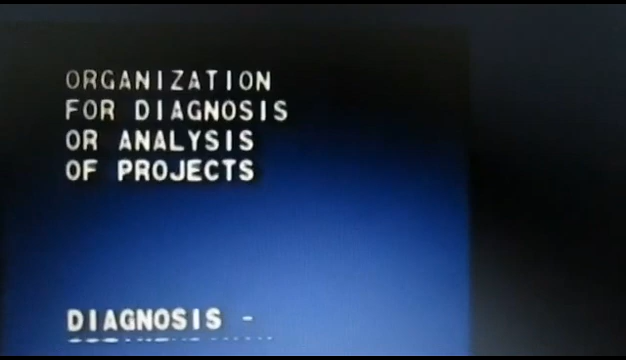 ORGANIZATION
FOR DIAGNOSIS
OR ANALYSIS
OF PROJECTS
DIAGNOSIS -